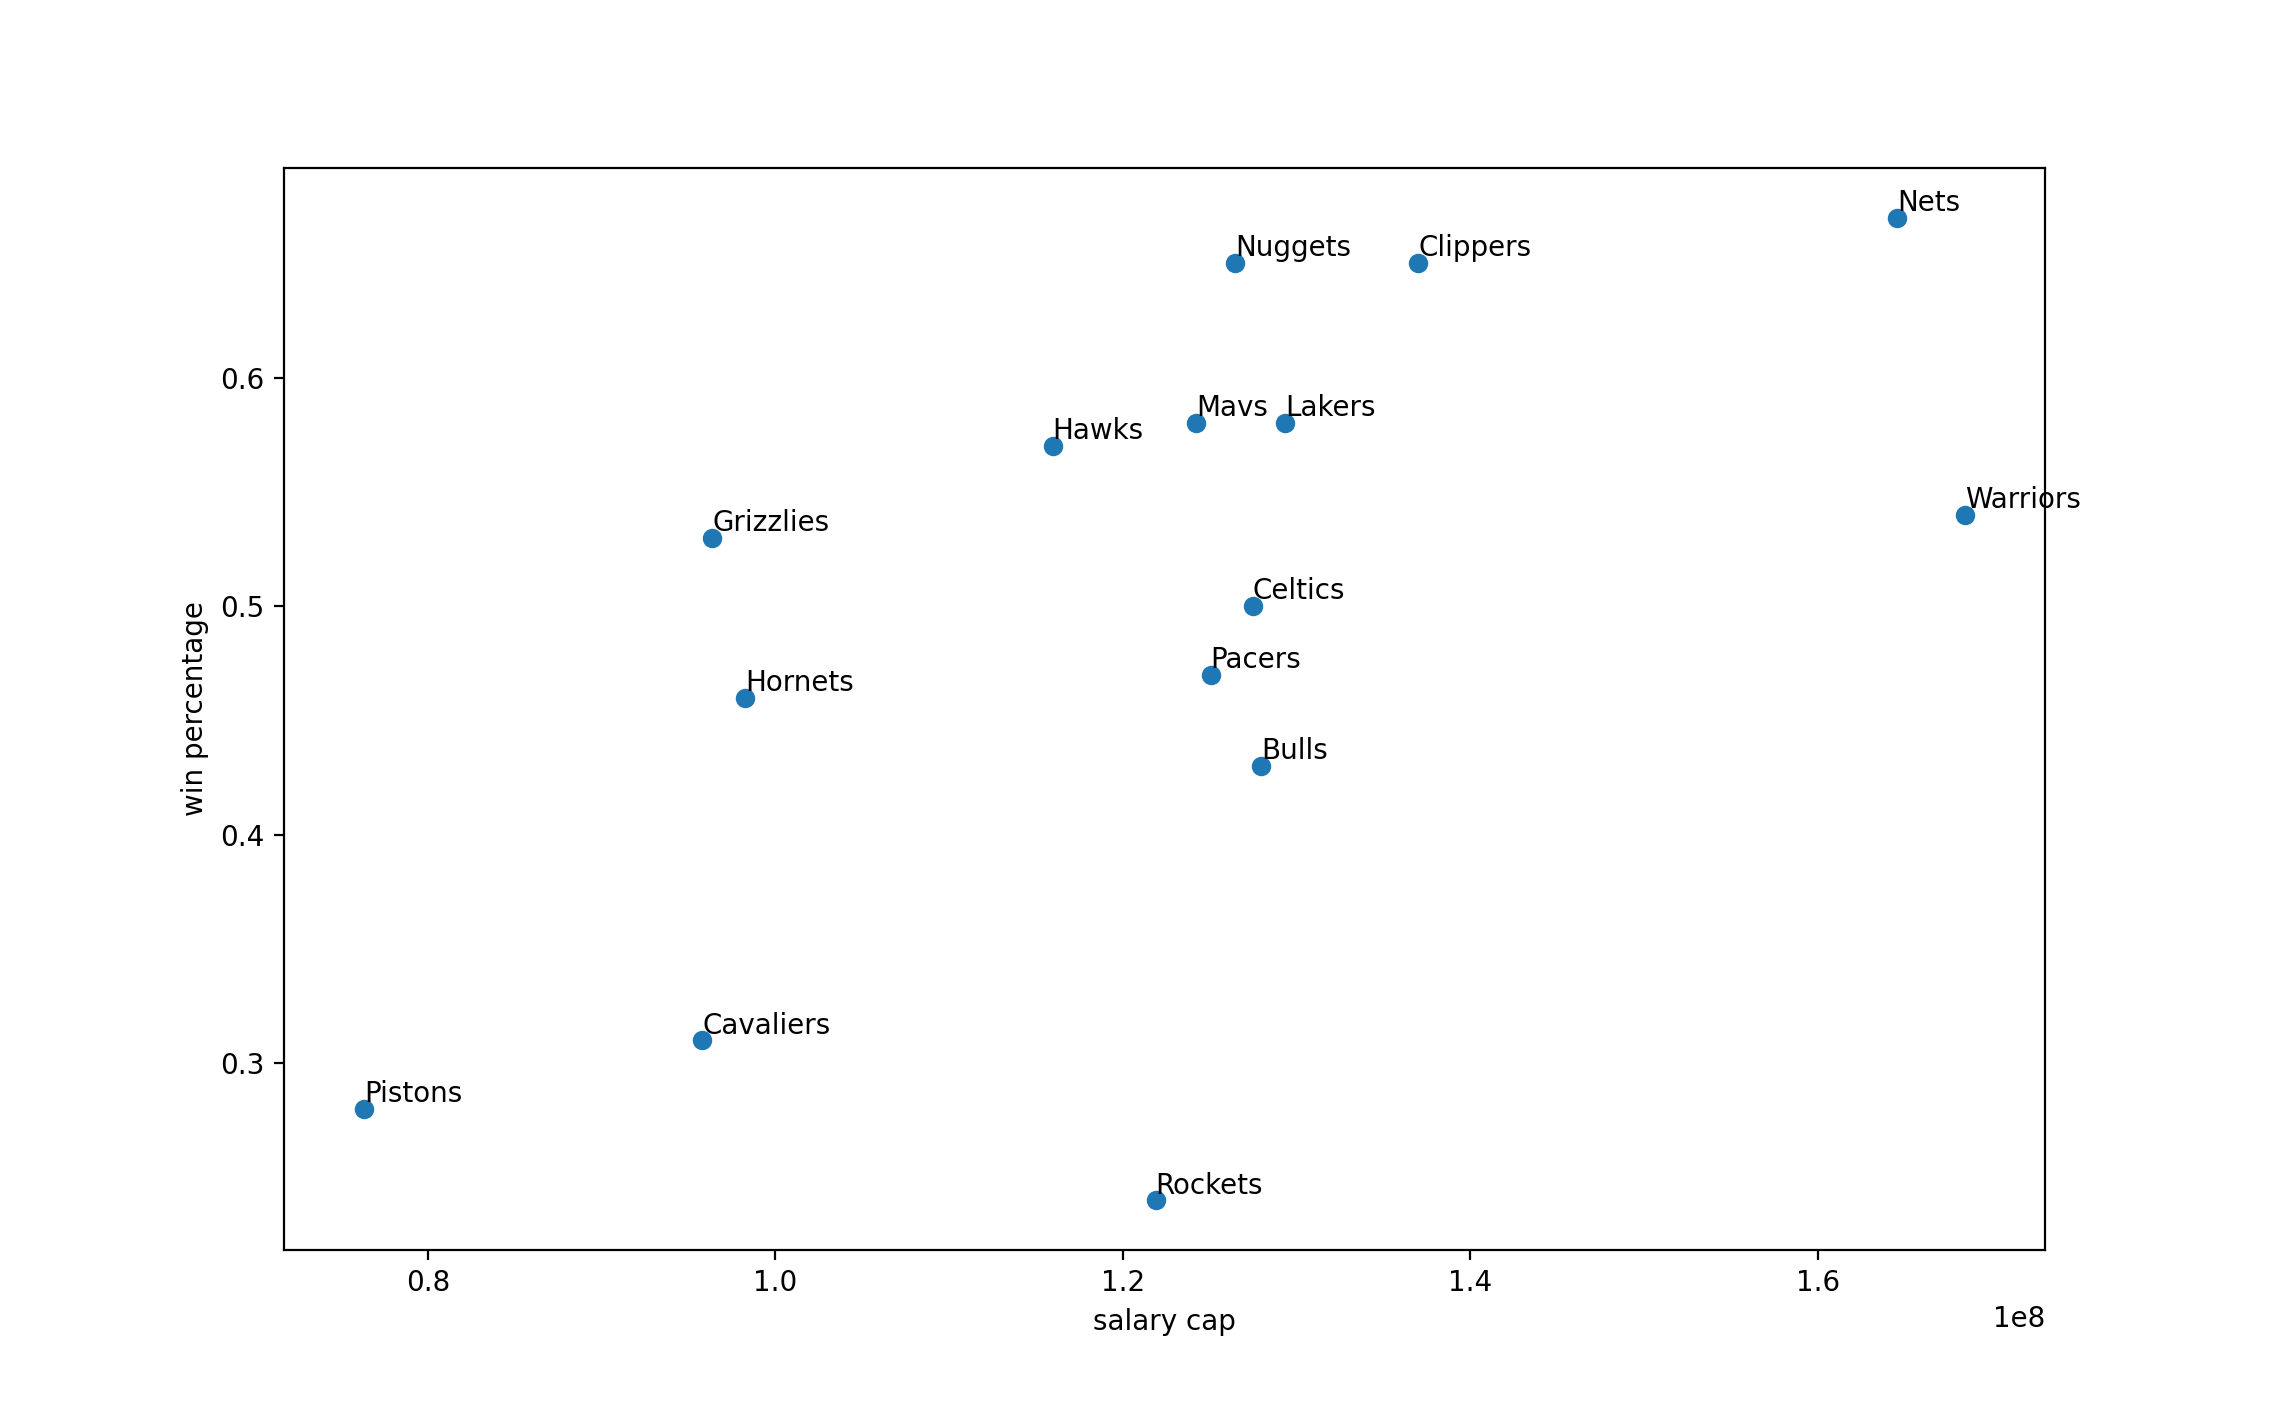 Nets
Nuggets
Clippers
0.6
Mavs
Lakers
Hawks
Warriors
Grizzlies
0.5
Celtics
Pacers
Hornets
win percentage
Bulls
0.4
Cavaliers
0.3
Pistons
Rockets
0.8
1.0
1.2
1.4
1.6
salary cap
1e8